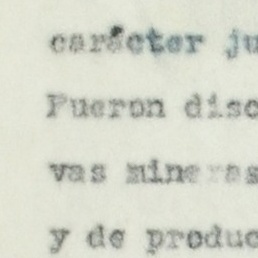 carácter ju
Fueron disc
vas mineras
y de produc